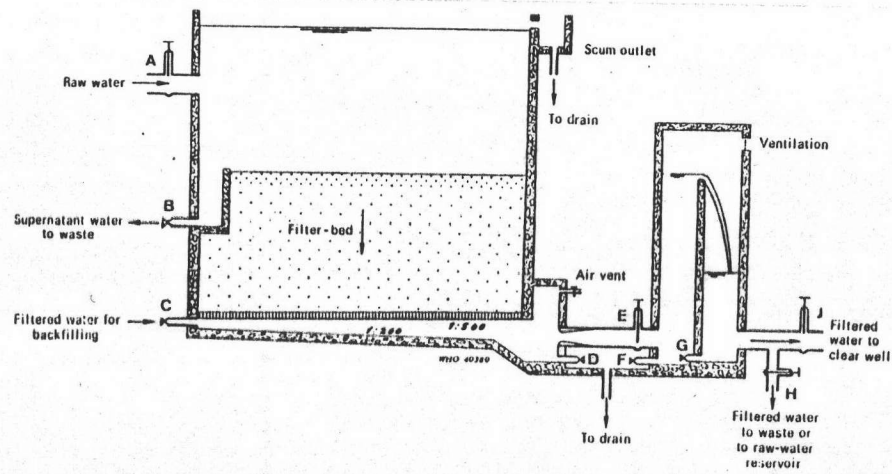 A
Raw water
Scum outlet
To drain
Ventilation
B
Supernatant water
to waste
Filter-bed
Air vent
C
Filtered water for
backfilling
1:200
1:500
WHO 40380
D
E
F
G
J
Filtered
water to
clear well
H
To drain
Filtered water
to waste or
to raw-water
reservoir